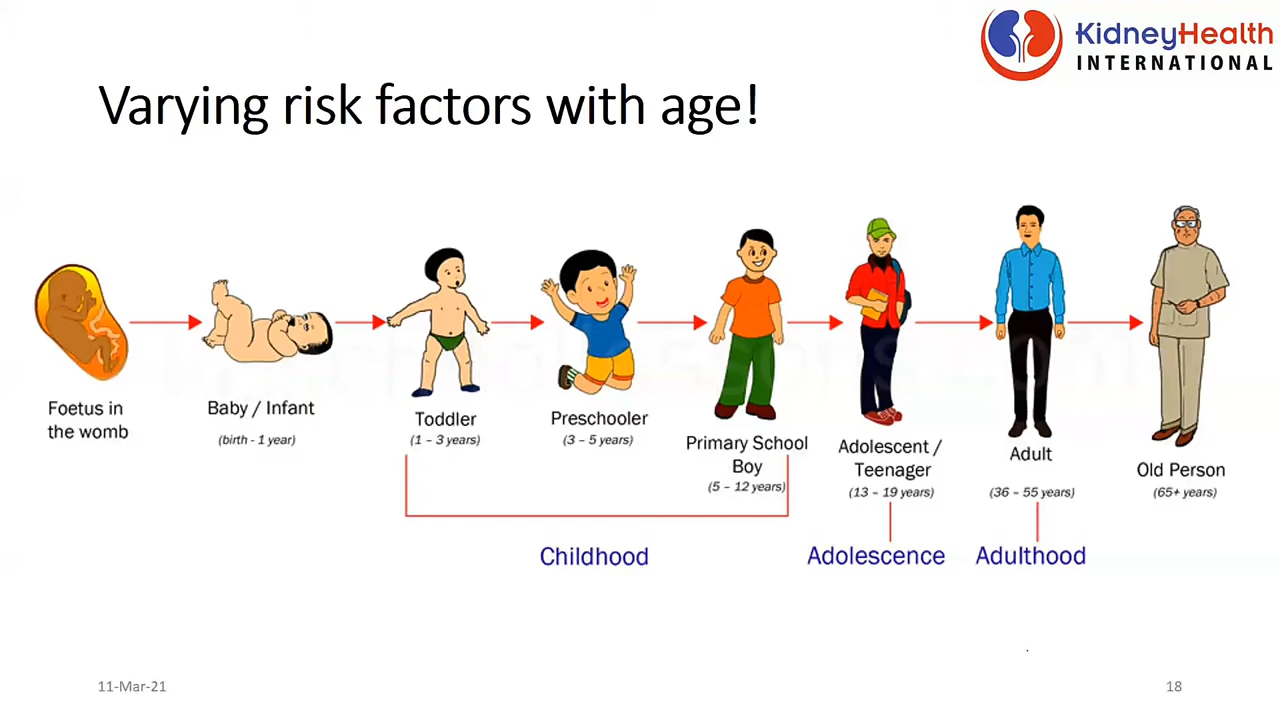 KidneyHealth
INTERNATIONAL
Varying risk factors with age!
Foetus in
the womb
Baby / Infant
(birth - 1 year)
Toddler
(1 – 3 years)
Preschooler
(3 – 5 years)
Primary School
Boy
(5 – 12 years)
Adolescent /
Teenager
(13 – 19 years)
Adult
(36 – 55 years)
Old Person
(65+ years)
Childhood
Adolescence
Adulthood
11-Mar-21
18